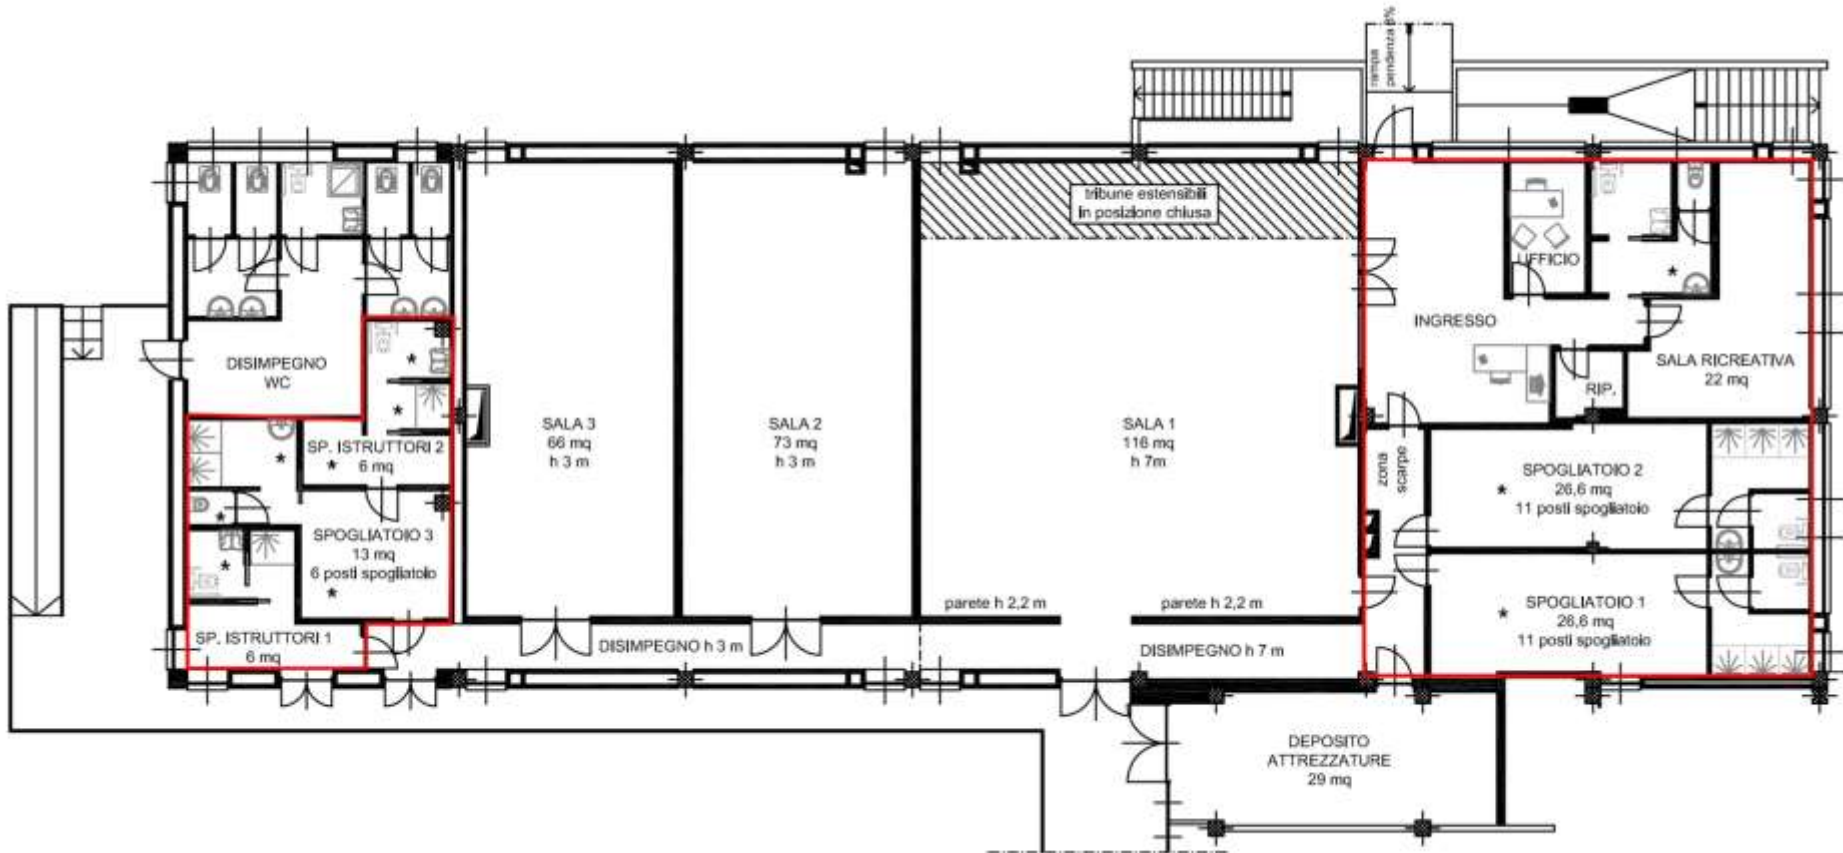 rampa
pendenza 8%
tribune estensibili
in posizione chiusa
UFFICIO
INGRESSO
DISIMPEGNO
WC
SALA RICREATIVA
22 mq
RIP.
SALA 3
66 mq
h 3 m
SALA 2
73 mq
h 3 m
SALA 1
116 mq
h 7m
SP. ISTRUTTORI 2
6 mq
*
*
*
*
*
zona
scarpe
SPOGLIATOIO 2
26,6 mq
11 posti spogliatoio
*
SPOGLIATOIO 3
13 mq
6 posti spogliatoio
*
*
*
parete h 2,2 m
parete h 2,2 m
SPOGLIATOIO 1
26,6 mq
11 posti spogliatoio
*
SP. ISTRUTTORI 1
6 mq
DISIMPEGNO h 3 m
DISIMPEGNO h 7 m
DEPOSITO
ATTREZZATURE
29 mq